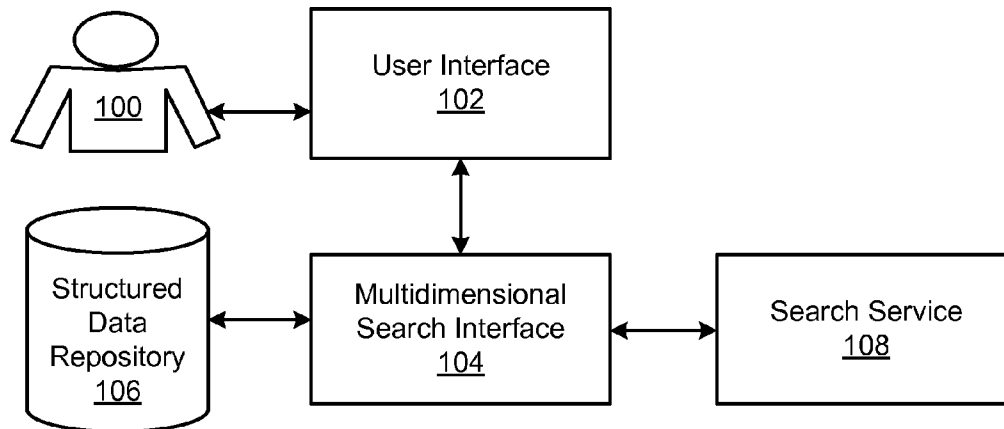 100
User Interface
102
Structured
Data
Repository
106
Multidimensional
Search Interface
104
Search Service
108